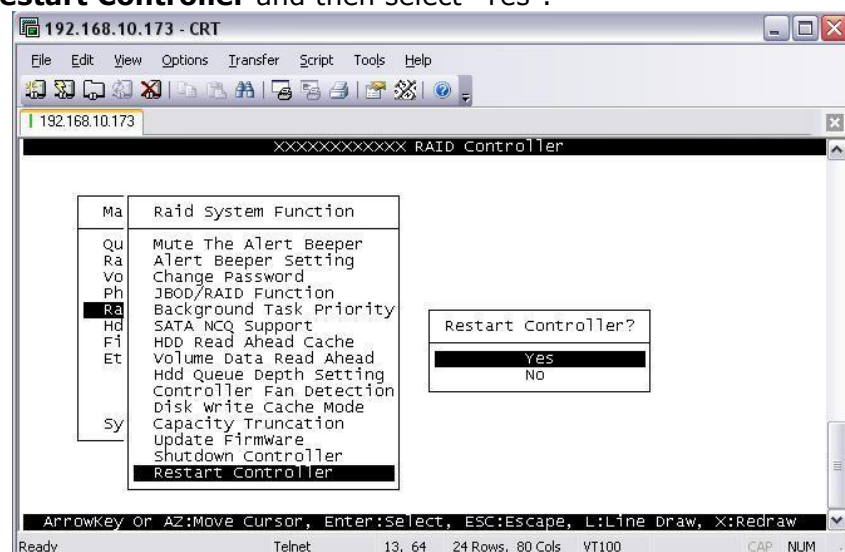 estart Controller and then select "Yes".
192.168.10.173 - CRT
File Edit View Options Transfer Script Tools Help
192.168.10.173
XXXXXXXXXXXX RAID Controller
Ma
Raid System Function
Qu
Mute The Alert Beeper
Ra
Alert Beeper Setting
Vo
Change Password
Ph
JBOD/RAID Function
Ra
Background Task Priority
Hd
SATA NCQ Support
Fi
HDD Read Ahead Cache
Et
Volume Data Read Ahead
Hdd Queue Depth Setting
Controller Fan Detection
Disk Write Cache Mode
Sy
Capacity Truncation
Update FirmWare
Shutdown Controller
Restart Controller
Restart Controller?
Yes
No
ArrowKey Or AZ:Move Cursor, Enter:Select, ESC:Escape, L:Line Draw, X:Redraw
Ready Telnet 13, 64 24 Rows, 80 Cols VT100 CAP NUM